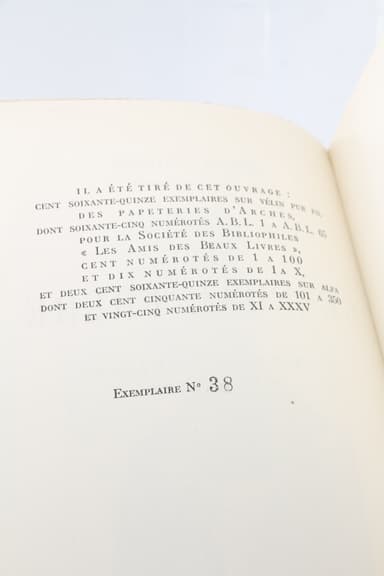 IL A ÉTÉ TIRÉ DE CET OUVRAGE :
CENT SOIXANTE-QUINZE EXEMPLAIRES SUR VÉLIN PUR FIL
DES PAPETERIES D'ARCHES,
DONT SOIXANTE-CINQ NUMÉROTÉS A.B.L. 1 A A.B.L. 65
POUR LA SOCIÉTÉ DES BIBLIOPHILES
« LES AMIS DES BEAUX LIVRES »,
CENT NUMÉROTÉS DE 1 A 100
ET DIX NUMÉROTÉS DE I A X,
ET DEUX CENT SOIXANTE-QUINZE EXEMPLAIRES SUR ALFA
DONT DEUX CENT CINQUANTE NUMÉROTÉS DE 101 A 350
ET VINGT-CINQ NUMÉROTÉS DE XI A XXXV
EXEMPLAIRE N° 38